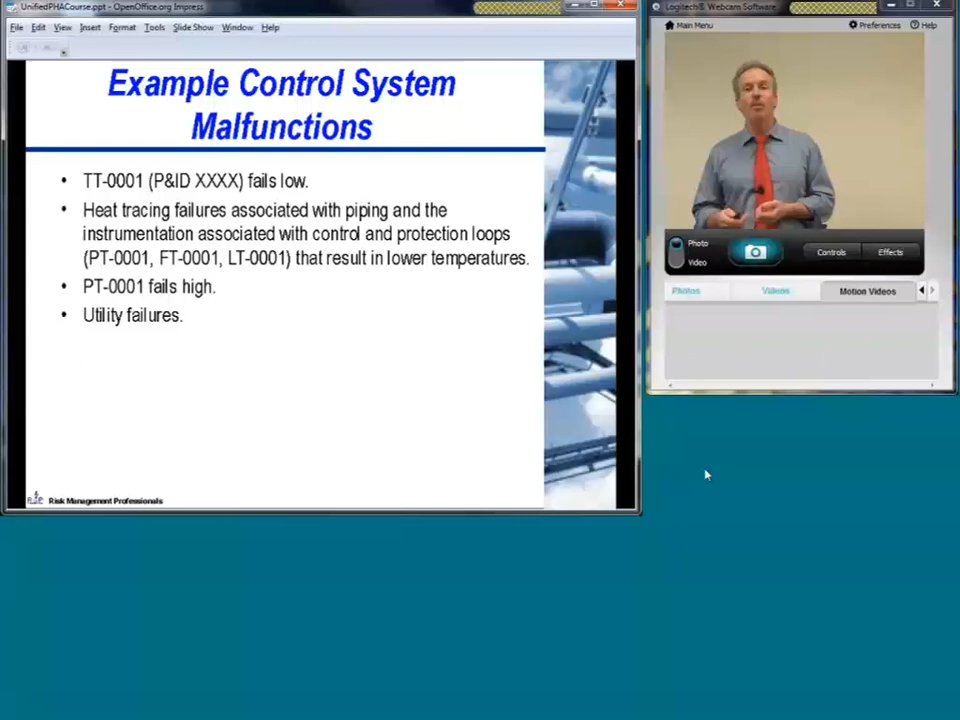 UnifiedPHACourse.ppt - OpenOffice.org Impress
File Edit View Insert Format Tools Slide Show Window Help
Example Control System
Malfunctions
• TT-0001 (P&ID XXXX) fails low.
• Heat tracing failures associated with piping and the
instrumentation associated with control and protection loops
(PT-0001, FT-0001, LT-0001) that result in lower temperatures.
• PT-0001 fails high.
• Utility failures.
Risk Management Professionals
Logitech® Webcam Software
Main Menu Preferences Help
Photo
Video
Controls Effects
Photos Videos Motion Videos